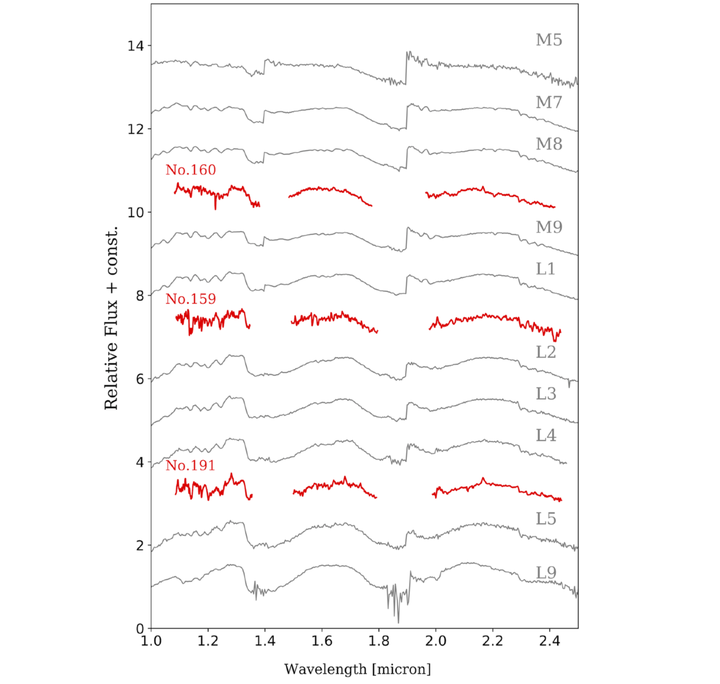 M5
14
M7
12
M8
No.160
10
M9
L1
8
No.159
L2
6
L3
L4
4
No.191
L5
2
L9
0
1.0 1.2 1.4 1.6 1.8 2.0 2.2 2.4
Relative Flux + const.
Wavelength [micron]